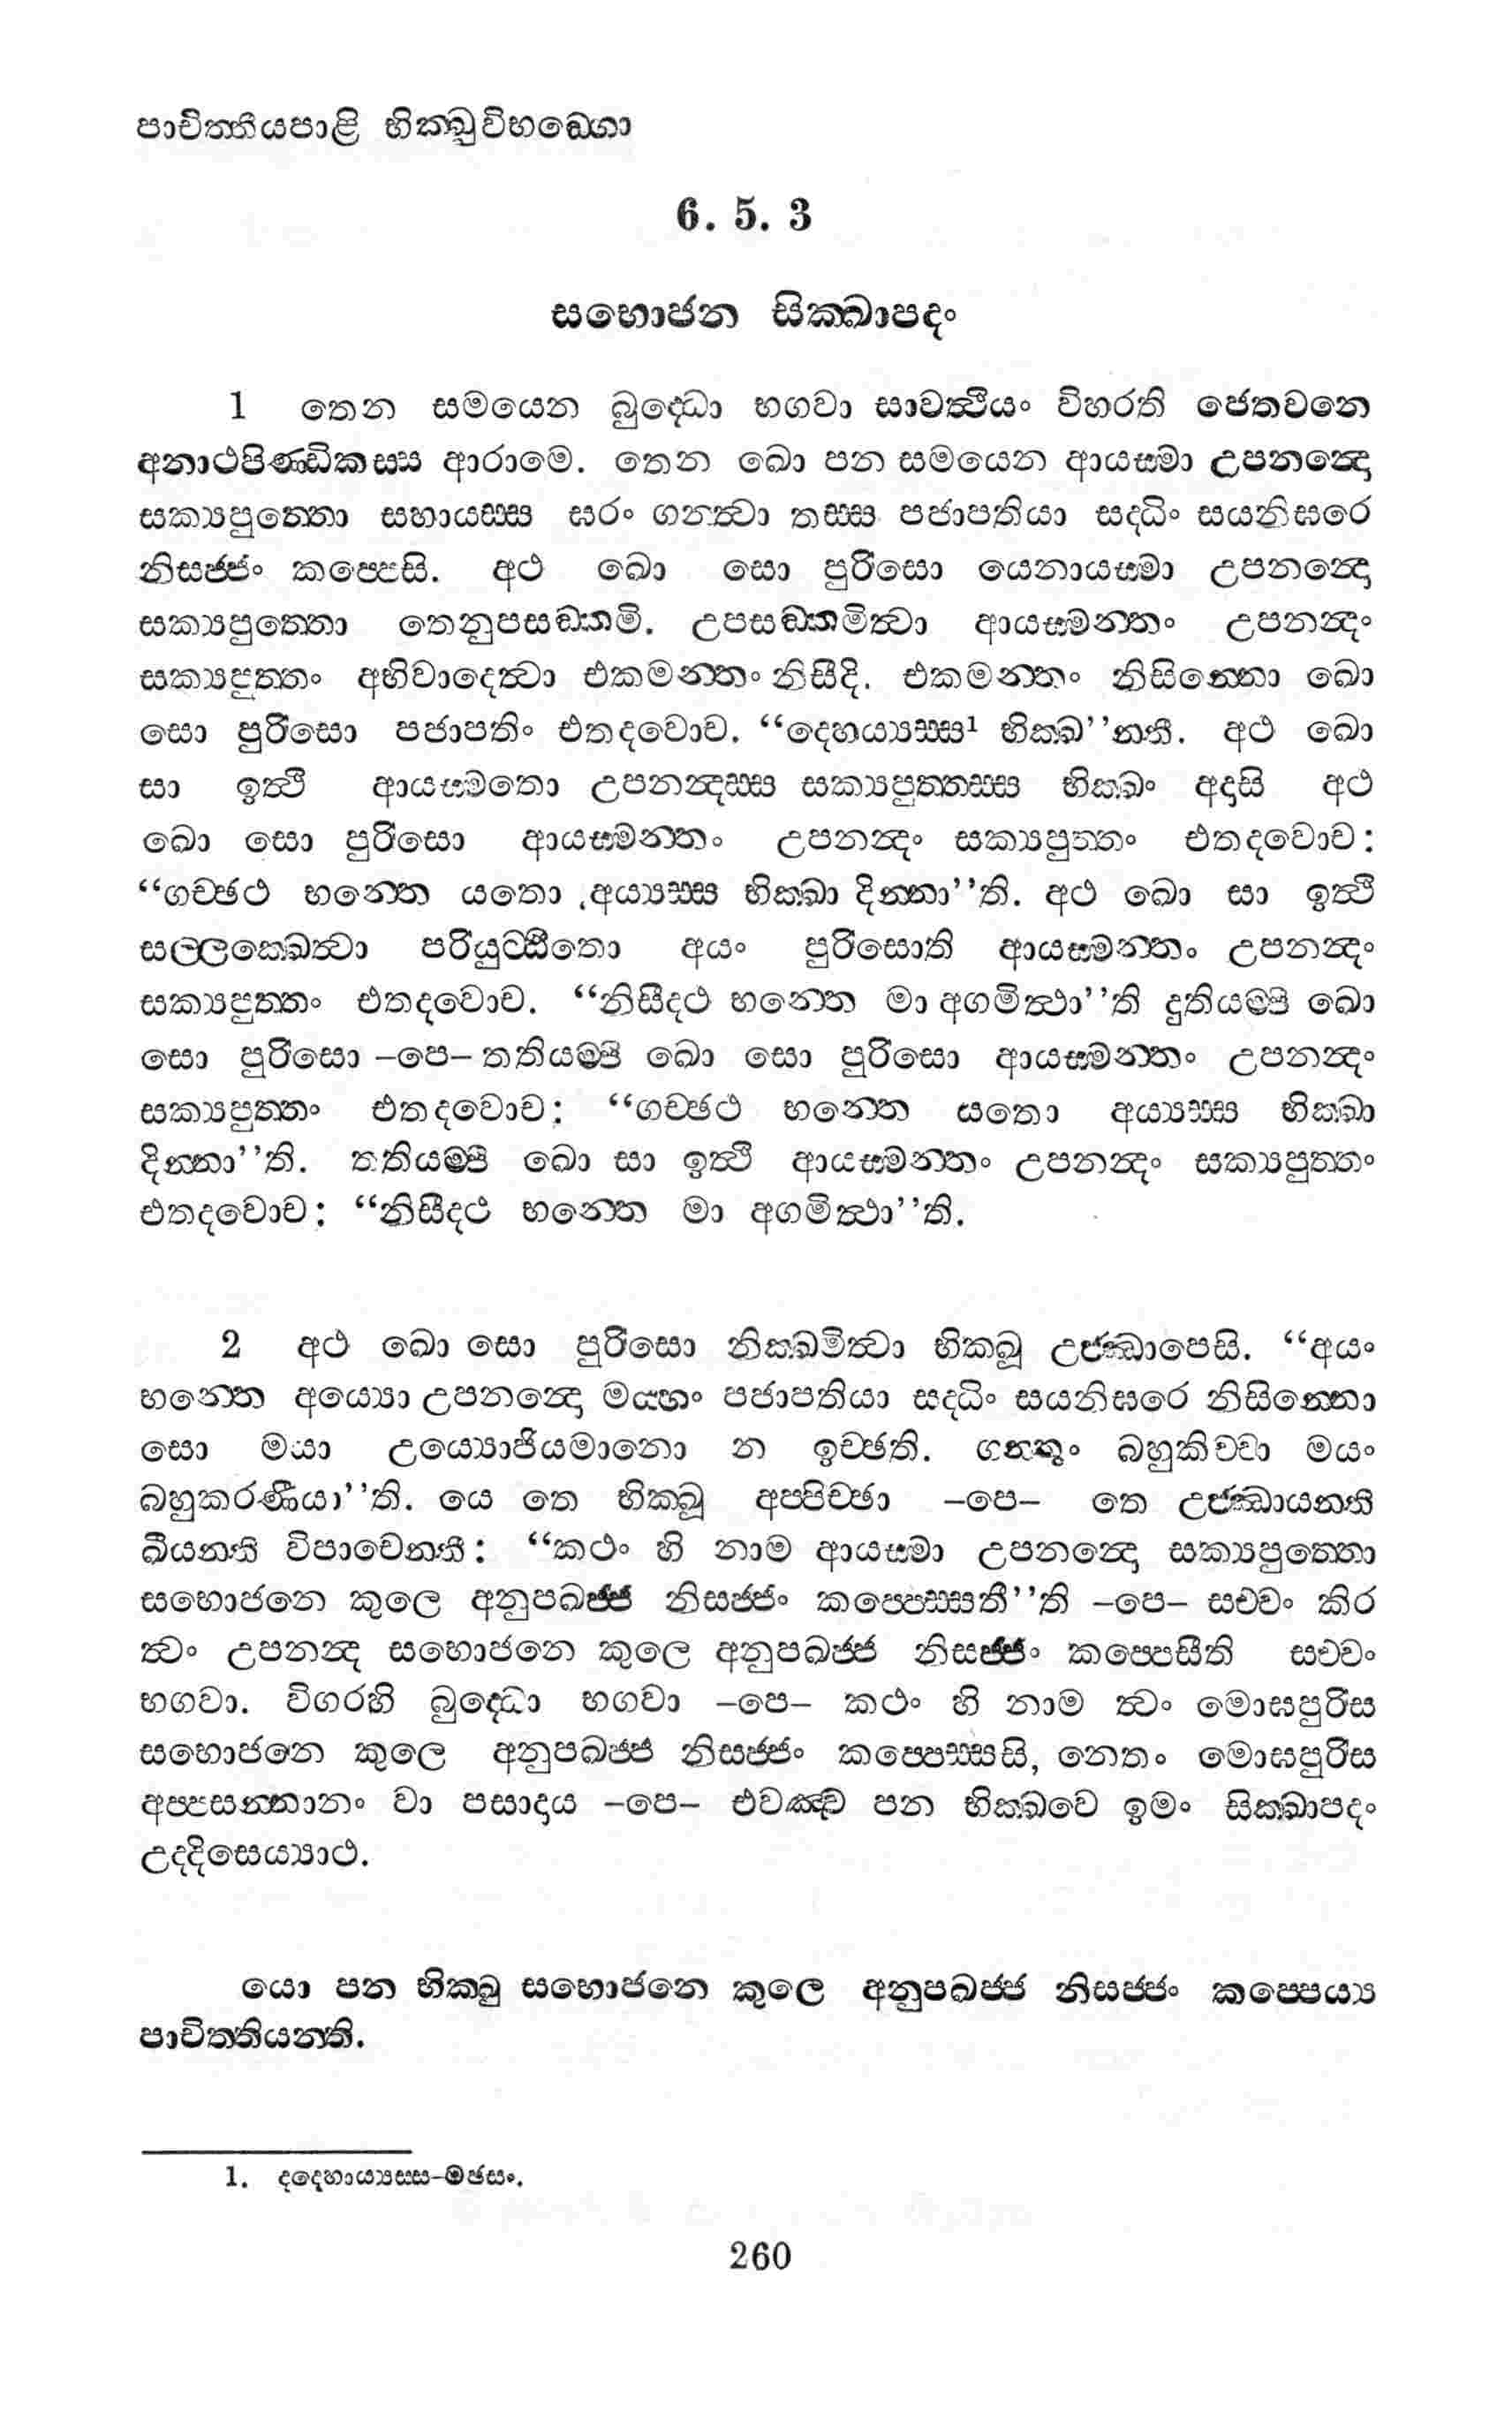 පාචිත්තියපාළි භික්ඛුවිභඞ්ගො
6. 5. 3
සභොජන සික්ඛාපදං
1 තෙන සමයෙන බුද්ධො භගවා සාවත්ථියං විහරති ජෙතවනෙ
අනාථපිණ්ඩිකස්ස ආරාමෙ. තෙන ඛො පන සමයෙන ආයස්මා උපනන්දො
සක්‍යපුත්තො සහායස්ස ඝරං ගන්ත්‍වා තස්ස පජාපතියා සද්ධිං සයනිඝරෙ
නිසජ්ජං කප්පෙසි. අථ ඛො සො පුරිසො යෙනායස්මා උපනන්දො
සක්‍යපුත්තො තෙනුපසඞ්කමි. උපසඞ්කමිත්‍වා ආයස්මන්තං උපනන්දං
සක්‍යපුත්තං අභිවාදෙත්‍වා එකමන්තං නිසීදි. එකමන්තං නිසින්නො ඛො
සො පුරිසො පජාපතිං එතදවොච. “දෙහය්‍යස්ස¹ භික්ඛ”න්ති. අථ ඛො
සා ඉත්ථි ආයස්මතො උපනන්දස්ස සක්‍යපුත්තස්ස භික්ඛං අදාසි අථ
ඛො සො පුරිසො ආයස්මන්තං උපනන්දං සක්‍යපුත්තං එතදවොච:
“ගච්ඡථ භන්තෙ යතො අය්‍යස්ස භික්ඛා දින්නා”ති. අථ ඛො සා ඉත්ථි
සල්ලක්ඛෙත්‍වා පරියුට්ඨිතො අයං පුරිසොති ආයස්මන්තං උපනන්දං
සක්‍යපුත්තං එතදවොච. “නිසීදථ භන්තෙ මා අගමිත්ථා”ති දුතියම්පි ඛො
සො පුරිසො –පෙ– තතියම්පි ඛො සො පුරිසො ආයස්මන්තං උපනන්දං
සක්‍යපුත්තං එතදවොච: “ගච්ඡථ භන්තෙ යතො අය්‍යස්ස භික්ඛා
දින්නා”ති. තතියම්පි ඛො සා ඉත්ථි ආයස්මන්තං උපනන්දං සක්‍යපුත්තං
එතදවොච: “නිසීදථ භන්තෙ මා අගමිත්ථා”ති.
2 අථ ඛො සො පුරිසො නික්ඛමිත්‍වා භික්ඛූ උජ්ඣාපෙසි. “අයං
භන්තෙ අය්‍යො උපනන්දො මය්හං පජාපතියා සද්ධිං සයනිඝරෙ නිසින්නො
සො මයා උය්‍යොජියමානො න ඉච්ඡති. ගන්තුං බහුකිච්චා මයං
බහුකරණීයා”ති. යෙ තෙ භික්ඛූ අප්පිච්ඡා –පෙ– තෙ උජ්ඣායන්ති
ඛීයන්ති විපාචෙන්ති: “කථං හි නාම ආයස්මා උපනන්දො සක්‍යපුත්තො
සභොජනෙ කුලෙ අනුපඛජ්ජ නිසජ්ජං කප්පෙස්සතී”ති –පෙ– සච්චං කිර
ත්‍වං උපනන්ද සභොජනෙ කුලෙ අනුපඛජ්ජ නිසජ්ජං කප්පෙසීති සච්චං
භගවා. විගරහි බුද්ධො භගවා –පෙ– කථං හි නාම ත්‍වං මොඝපුරිස
සභොජනෙ කුලෙ අනුපඛජ්ජ නිසජ්ජං කප්පෙස්සසි, නෙතං මොඝපුරිස
අප්පසන්නානං වා පසාදාය –පෙ– එවඤ්ච පන භික්ඛවෙ ඉමං සික්ඛාපදං
උද්දිසෙය්‍යාථ.
යො පන භික්ඛු සභොජනෙ කුලෙ අනුපඛජ්ජ නිසජ්ජං කප්පෙය්‍ය
පාචිත්තියන්ති.
1. දදෙහාය්‍යස්ස-මඡසං.
260